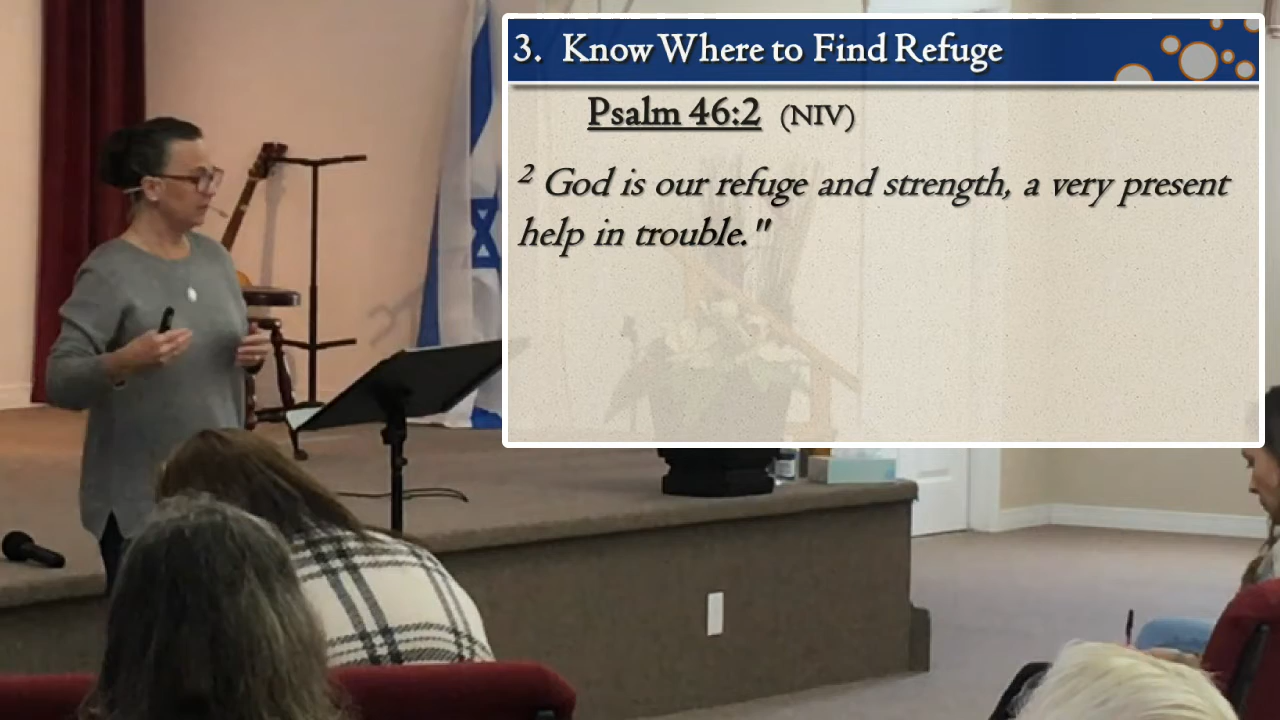 3. Know Where to Find Refuge
Psalm 46:2 (NIV)
2 God is our refuge and strength, a very present
help in trouble."